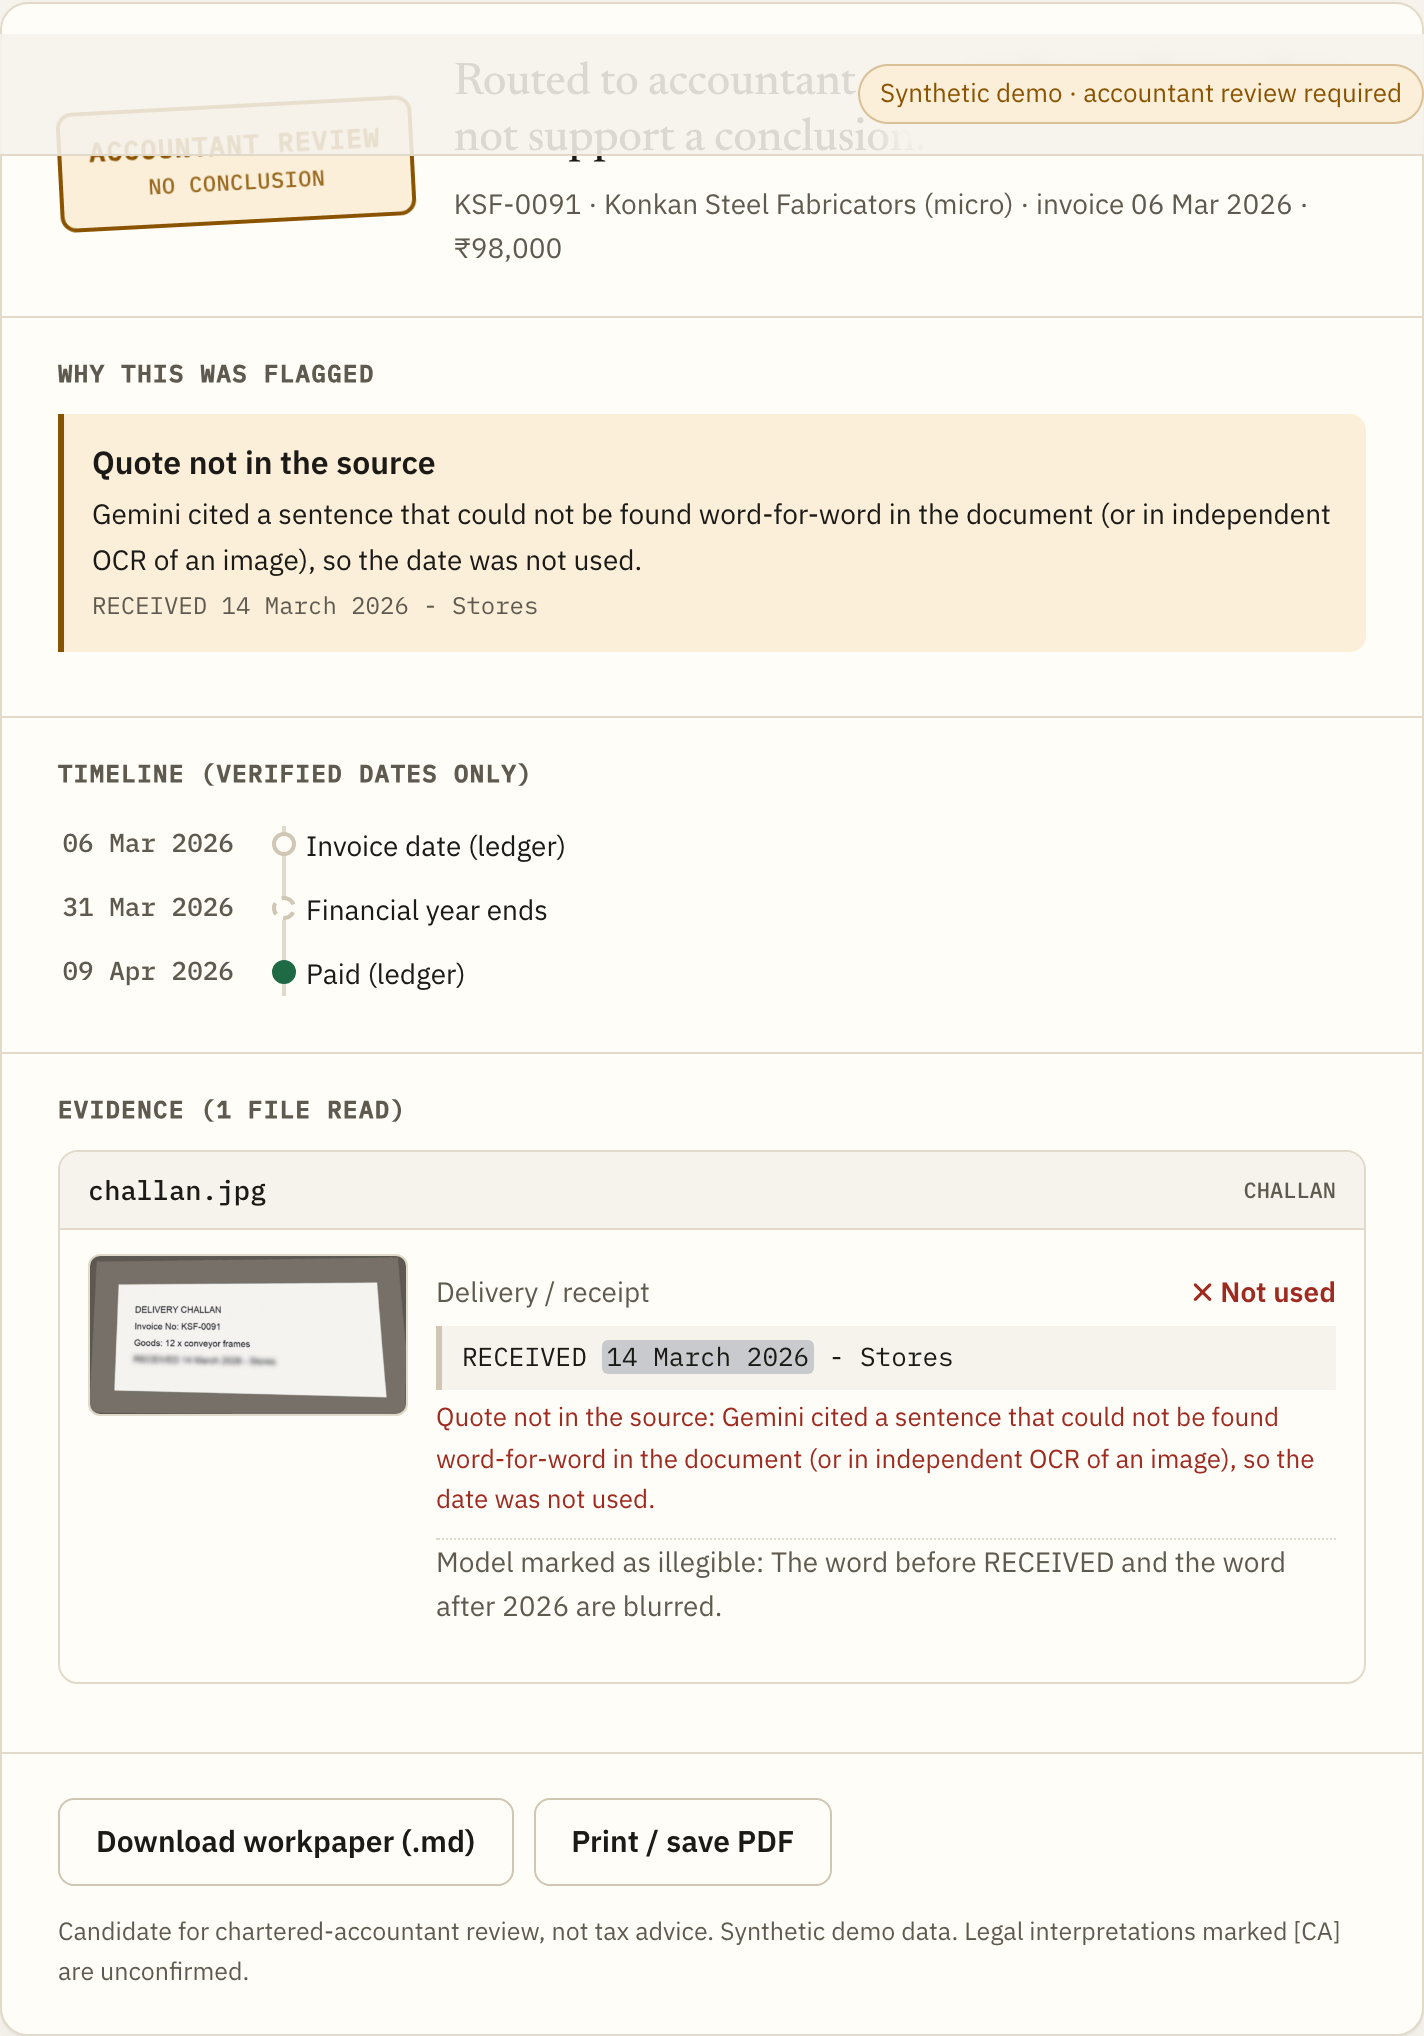 Routed to accountant
Synthetic demo · accountant review required
not support a conclusion.
ACCOUNTANT REVIEW
NO CONCLUSION
KSF-0091 · Konkan Steel Fabricators (micro) · invoice 06 Mar 2026 ·
₹98,000
WHY THIS WAS FLAGGED
Quote not in the source
Gemini cited a sentence that could not be found word-for-word in the document (or in independent
OCR of an image), so the date was not used.
RECEIVED 14 March 2026 - Stores
TIMELINE (VERIFIED DATES ONLY)
06 Mar 2026 Invoice date (ledger)
31 Mar 2026 Financial year ends
09 Apr 2026 Paid (ledger)
EVIDENCE (1 FILE READ)
challan.jpg CHALLAN
DELIVERY CHALLAN
Invoice No: KSF-0091
Goods: 12 x conveyor frames
Delivery / receipt ✕ Not used
RECEIVED 14 March 2026 - Stores
Quote not in the source: Gemini cited a sentence that could not be found
word-for-word in the document (or in independent OCR of an image), so the
date was not used.
Model marked as illegible: The word before RECEIVED and the word
after 2026 are blurred.
Download workpaper (.md) Print / save PDF
Candidate for chartered-accountant review, not tax advice. Synthetic demo data. Legal interpretations marked [CA]
are unconfirmed.